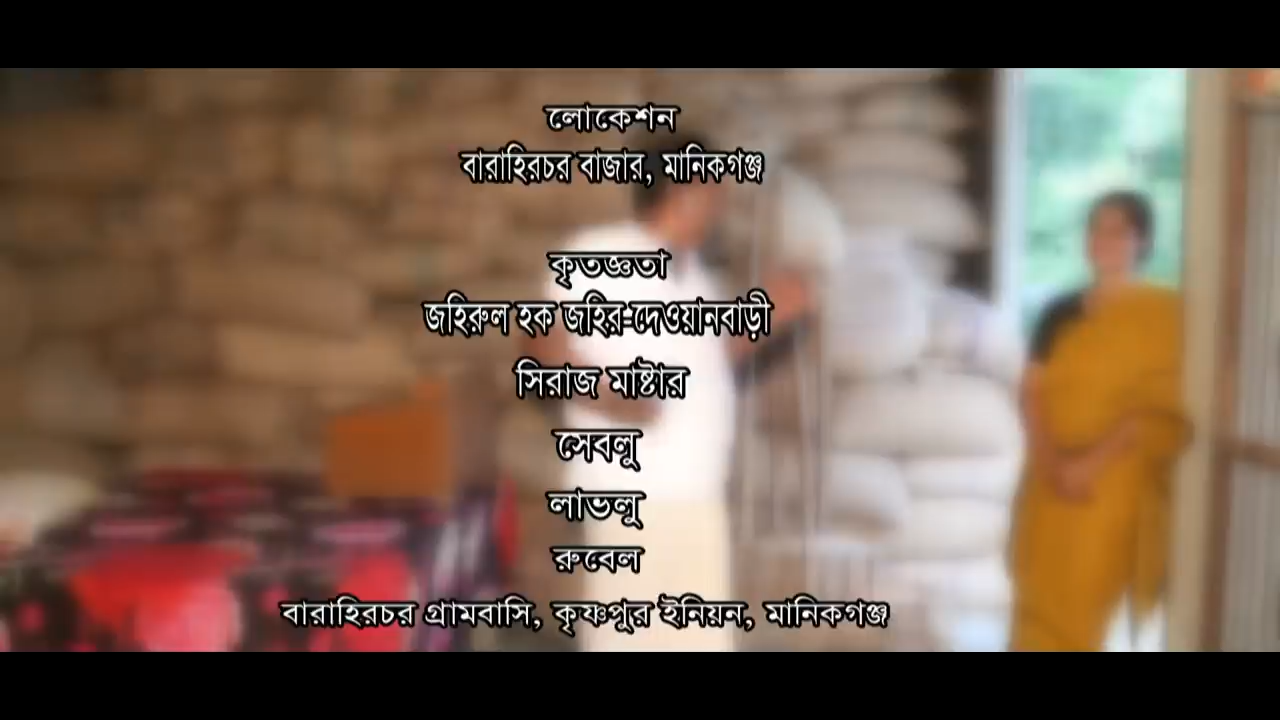 লোকেশন
বারাহিরচর বাজার, মানিকগঞ্জ
কৃতজ্ঞতা
জহিরুল হক জহির-দেওয়ানবাড়ী
সিরাজ মাষ্টার
সেবলু
লাভলু
রুবেল
বারাহিরচর গ্রামবাসি, কৃষ্ণপুর ইনিয়ন, মানিকগঞ্জ